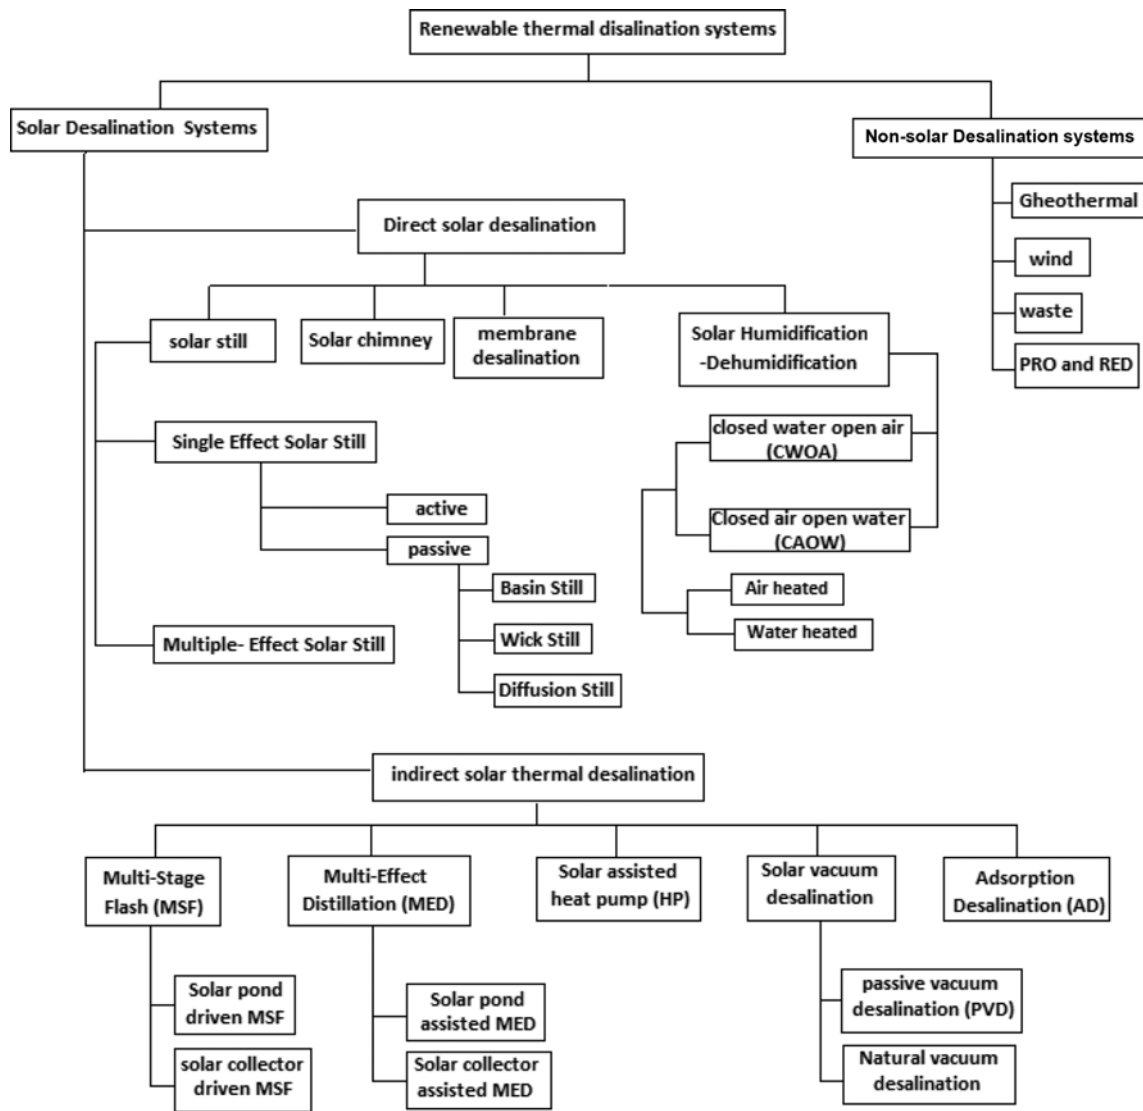 Renewable thermal disalination systems
Solar Desalination Systems
Non-solar Desalination systems
Gheothermal
wind
waste
PRO and RED
Direct solar desalination
solar still
Solar chimney
membrane
desalination
Solar Humidification
-Dehumidification
Single Effect Solar Still
active
passive
Basin Still
Wick Still
Diffusion Still
Multiple- Effect Solar Still
closed water open air
(CWOA)
Closed air open water
(CAOW)
Air heated
Water heated
indirect solar thermal desalination
Multi-Stage
Flash (MSF)
Solar pond
driven MSF
solar collector
driven MSF
Multi-Effect
Distillation (MED)
Solar pond
assisted MED
Solar collector
assisted MED
Solar assisted
heat pump (HP)
Solar vacuum
desalination
passive vacuum
desalination (PVD)
Natural vacuum
desalination
Adsorption
Desalination (AD)